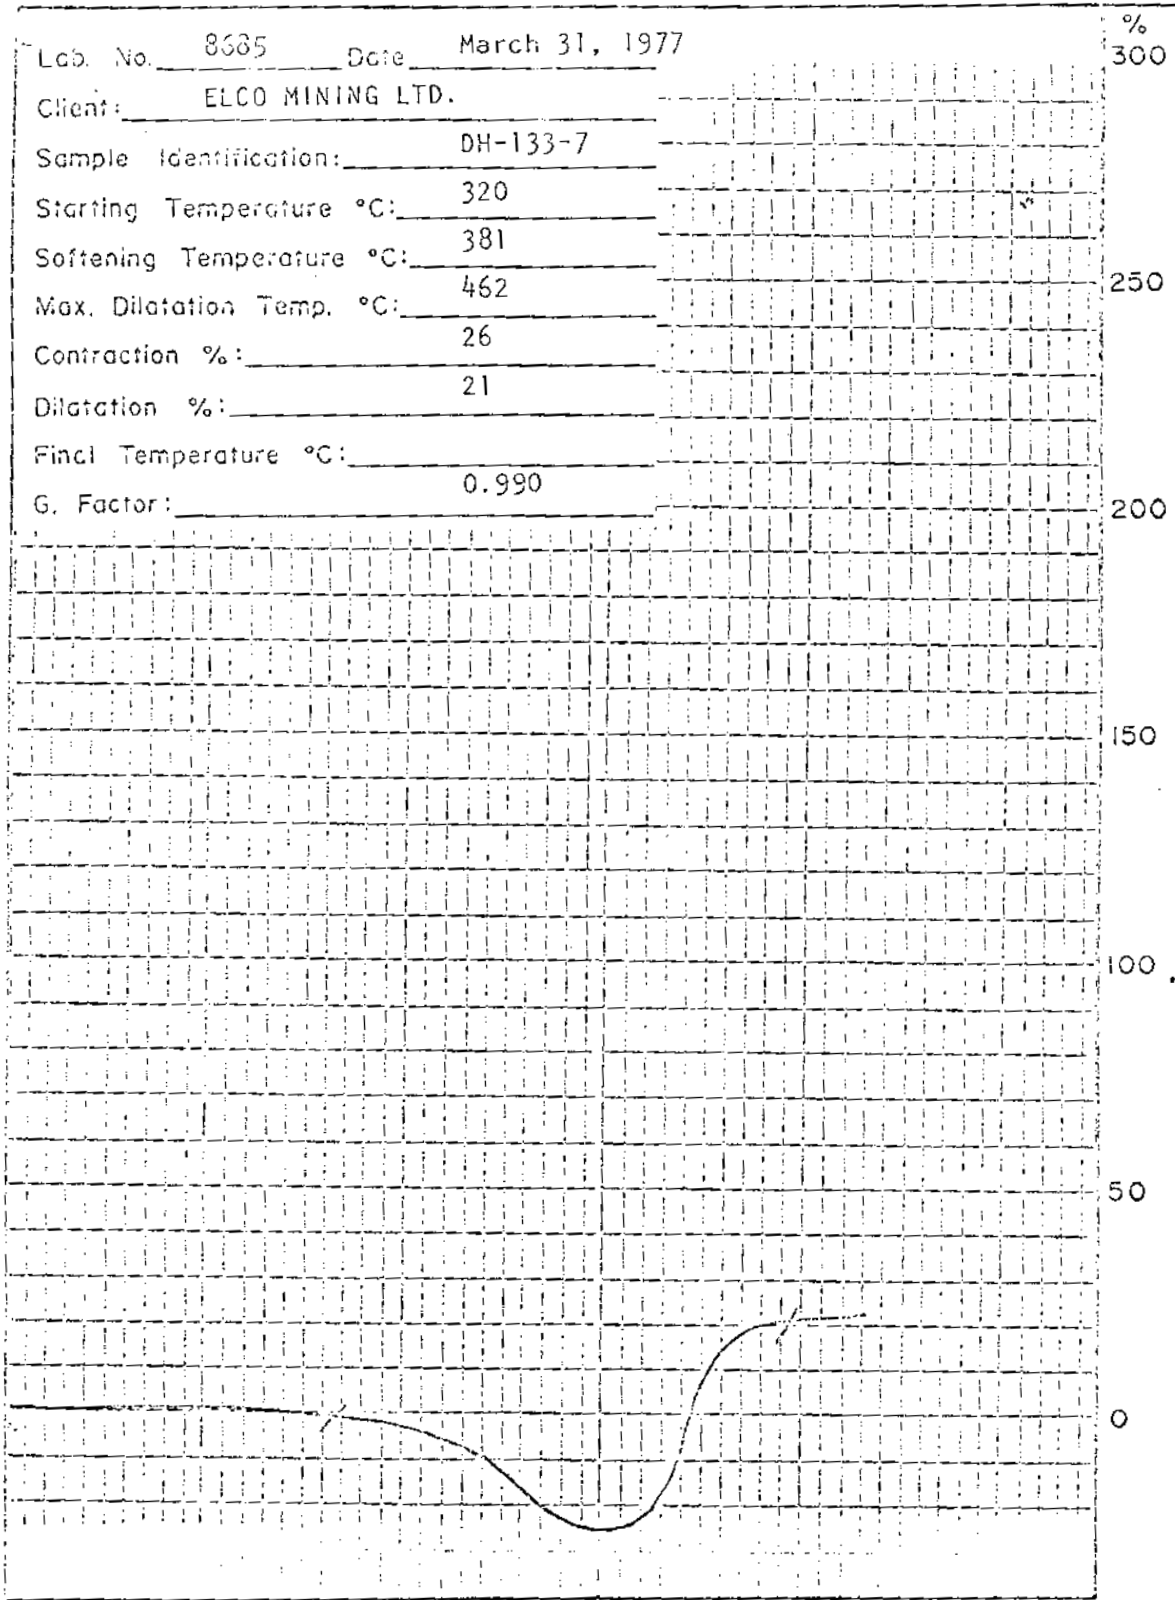 Lab. No. 8685 Date March 31, 1977
Client: ELCO MINING LTD.
Sample Identification: DH-133-7
Starting Temperature °C: 320
Softening Temperature °C: 381
Max. Dilatation Temp. °C: 462
Contraction %: 26
Dilatation %: 21
Final Temperature °C:
G. Factor: 0.990
%
300
250
200
150
100
50
0